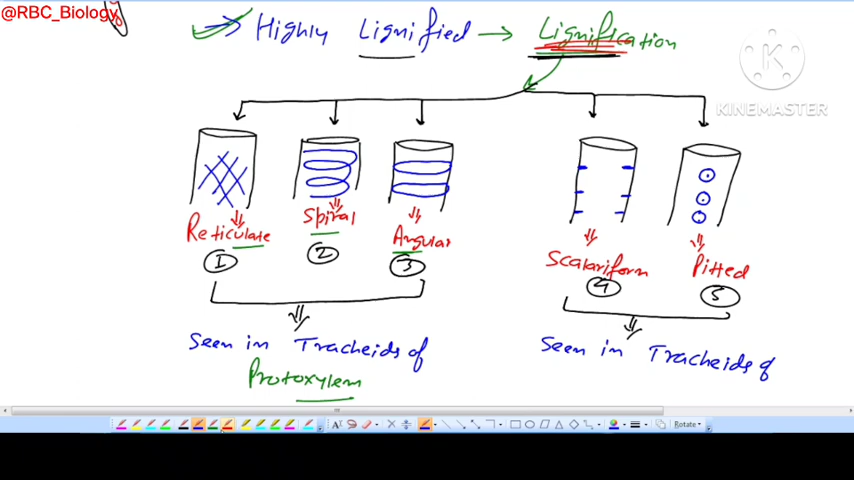 @RBC_Biology
Highly Lignified → Lignification
K
KINEMASTER
Reticulate
Spiral
Angular
Scalariform
Pitted
1
2
3
4
5
Seen in Tracheids of
Protoxylem
Seen in Tracheids of
Rotate